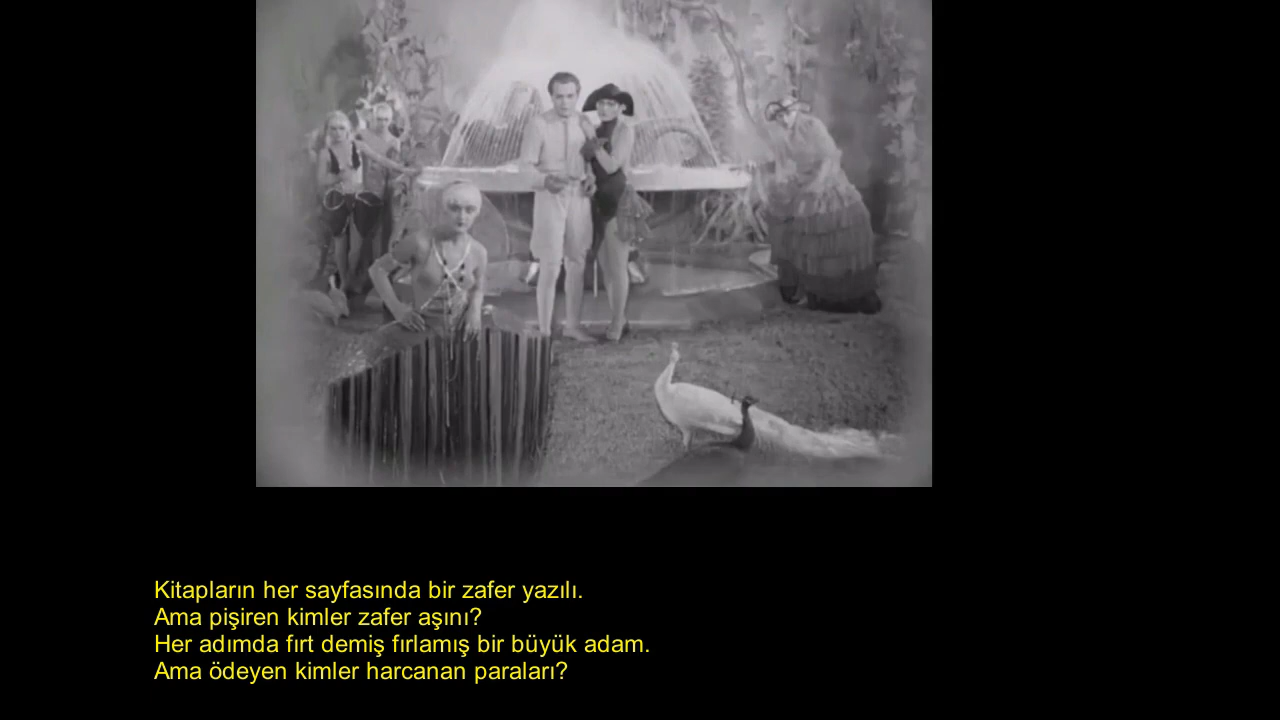 Kitapların her sayfasında bir zafer yazılı.
Ama pişiren kimler zafer aşını?
Her adımda fırt demiş fırlamış bir büyük adam.
Ama ödeyen kimler harcanan paraları?